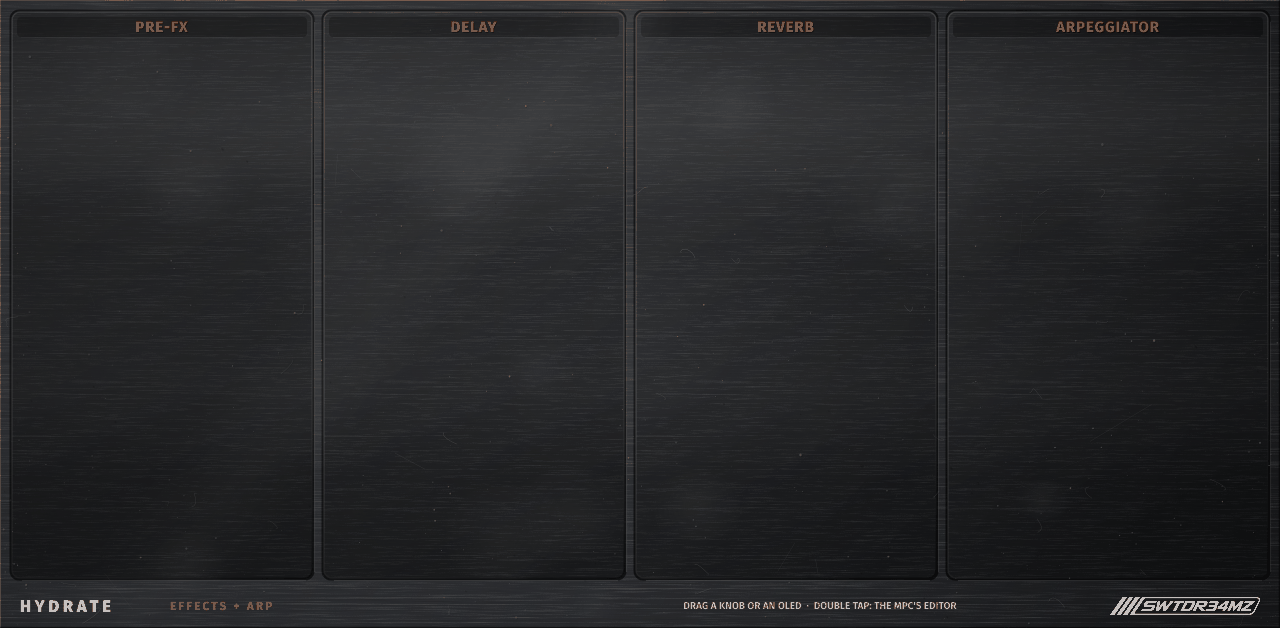 PRE-FX
DELAY
REVERB
ARPEGGIATOR
HYDRATE
EFFECTS + ARP
DRAG A KNOB OR AN OLED · DOUBLE TAP: THE MPC'S EDITOR
SWTDR34MZ